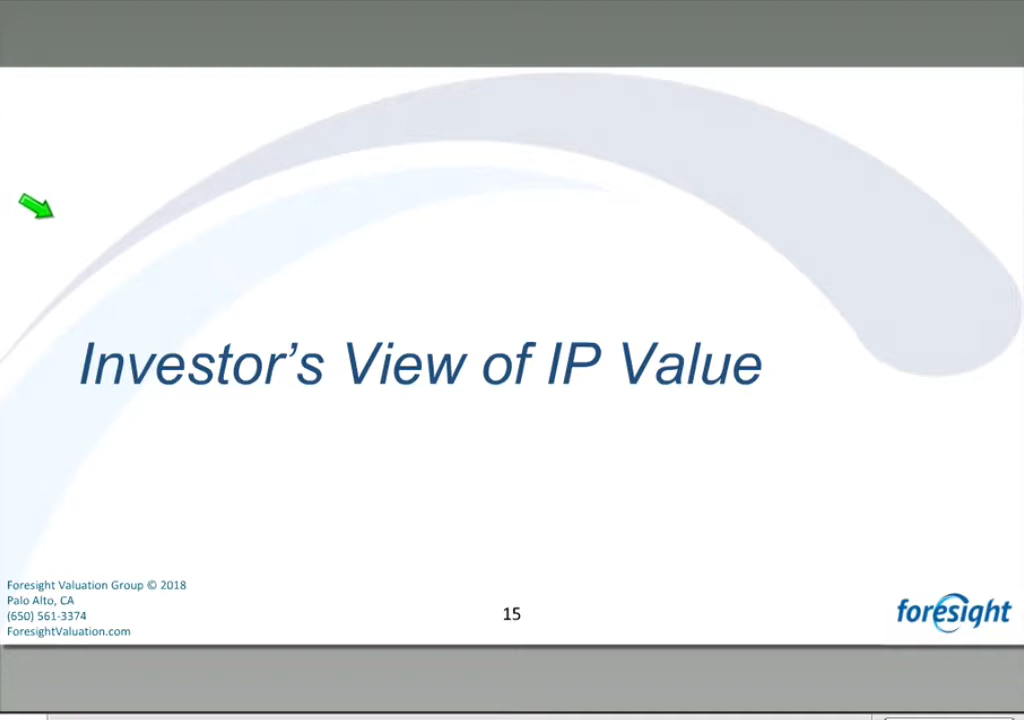 Investor’s View of IP Value
Foresight Valuation Group © 2018
Palo Alto, CA
(650) 561-3374
ForesightValuation.com
15
foresight